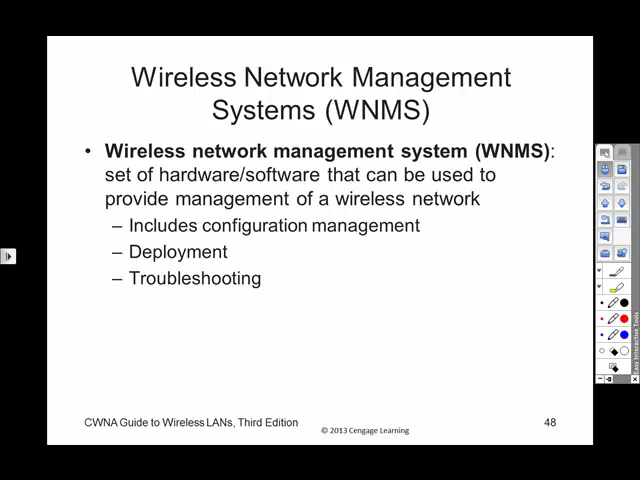 Wireless Network Management
Systems (WNMS)
• Wireless network management system (WNMS):
set of hardware/software that can be used to
provide management of a wireless network
– Includes configuration management
– Deployment
– Troubleshooting
CWNA Guide to Wireless LANs, Third Edition
© 2013 Cengage Learning
48
Easy Interactive Tools